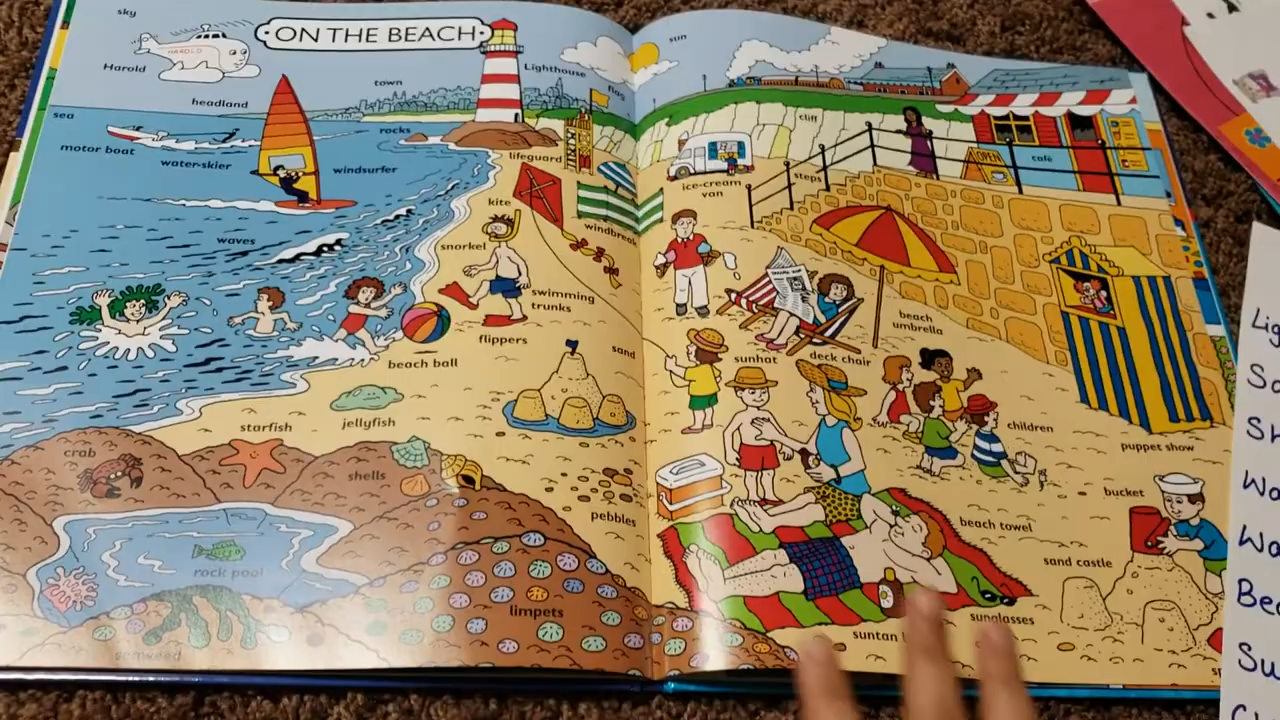 sky
ON THE BEACH
HAROLD
Harold
Lighthouse
sun
town
flag
headland
sea
rocks
cliff
motor boat
water-skier
windsurfer
lifeguard
ice-cream
van
steps
OPEN
café
kite
windbreak
waves
snorkel
swimming
trunks
flippers
beach
umbrella
beach ball
sand
sunhat
deck chair
jellyfish
starfish
children
puppet show
crab
shells
pebbles
bucket
beach towel
rock pool
sand castle
limpets
sunglasses
suntan
seaweed